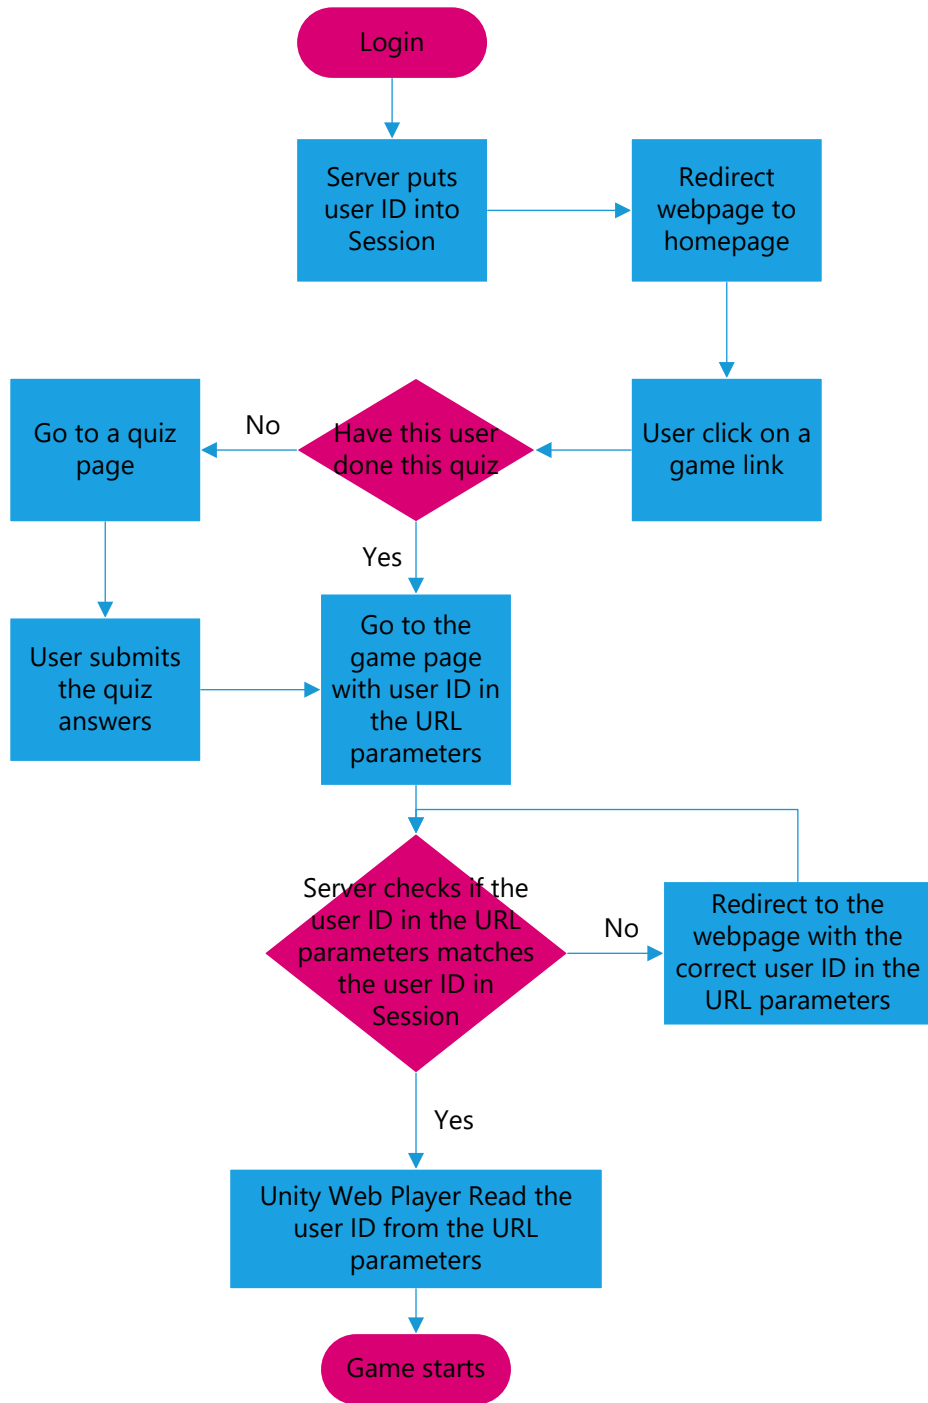 Login
Server puts
user ID into
Session
Redirect
webpage to
homepage
User click on a
game link
Have this user
done this quiz
No
Go to a quiz
page
Yes
User submits
the quiz
answers
Go to the
game page
with user ID in
the URL
parameters
Server checks if the
user ID in the URL
parameters matches
the user ID in
Session
No
Redirect to the
webpage with the
correct user ID in the
URL parameters
Yes
Unity Web Player Read the
user ID from the URL
parameters
Game starts